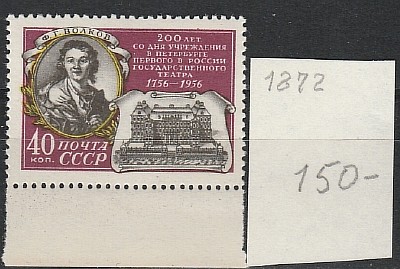 Ф.Г.ВОЛКОВ
200 ЛЕТ
СО ДНЯ УЧРЕЖДЕНИЯ
В ПЕТЕРБУРГЕ
ПЕРВОГО В РОССИИ
ГОСУДАРСТВЕННОГО
ТЕАТРА
1756—1956
40 ПОЧТА
КОП. СССР
1872
150-